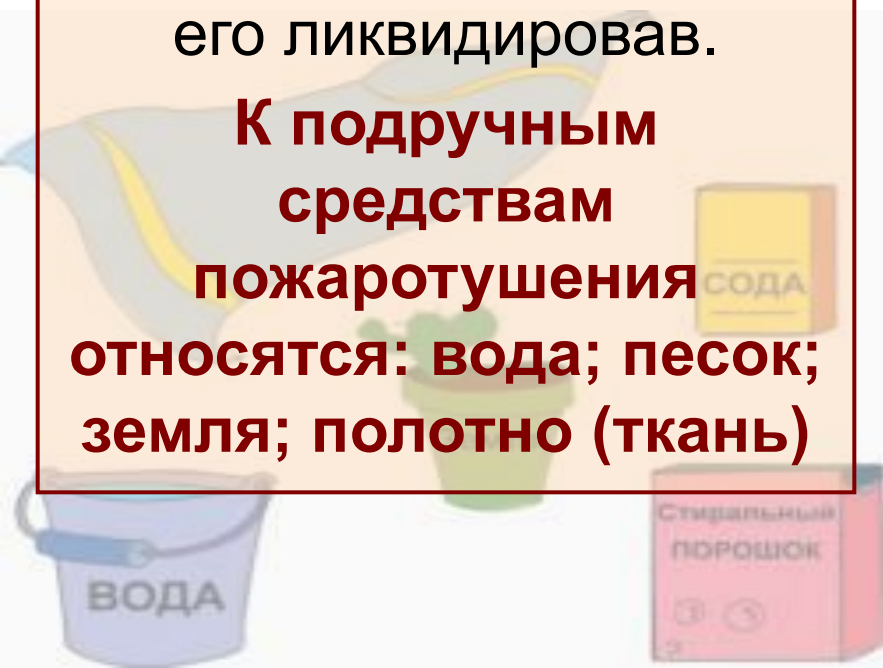 его ликвидировав.
К подручным
средствам
пожаротушения
относятся: вода; песок;
земля; полотно (ткань)
СОДА
Стиральный
ПОРОШОК
ВОДА